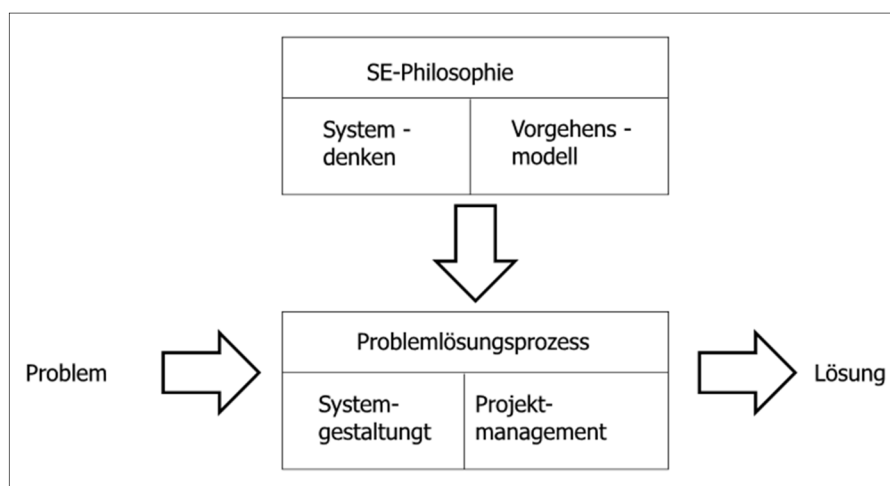 SE-Philosophie
System -
denken
Vorgehens -
modell
Problemlösungsprozess
Problem
Lösung
System-
gestaltungt
Projekt-
management